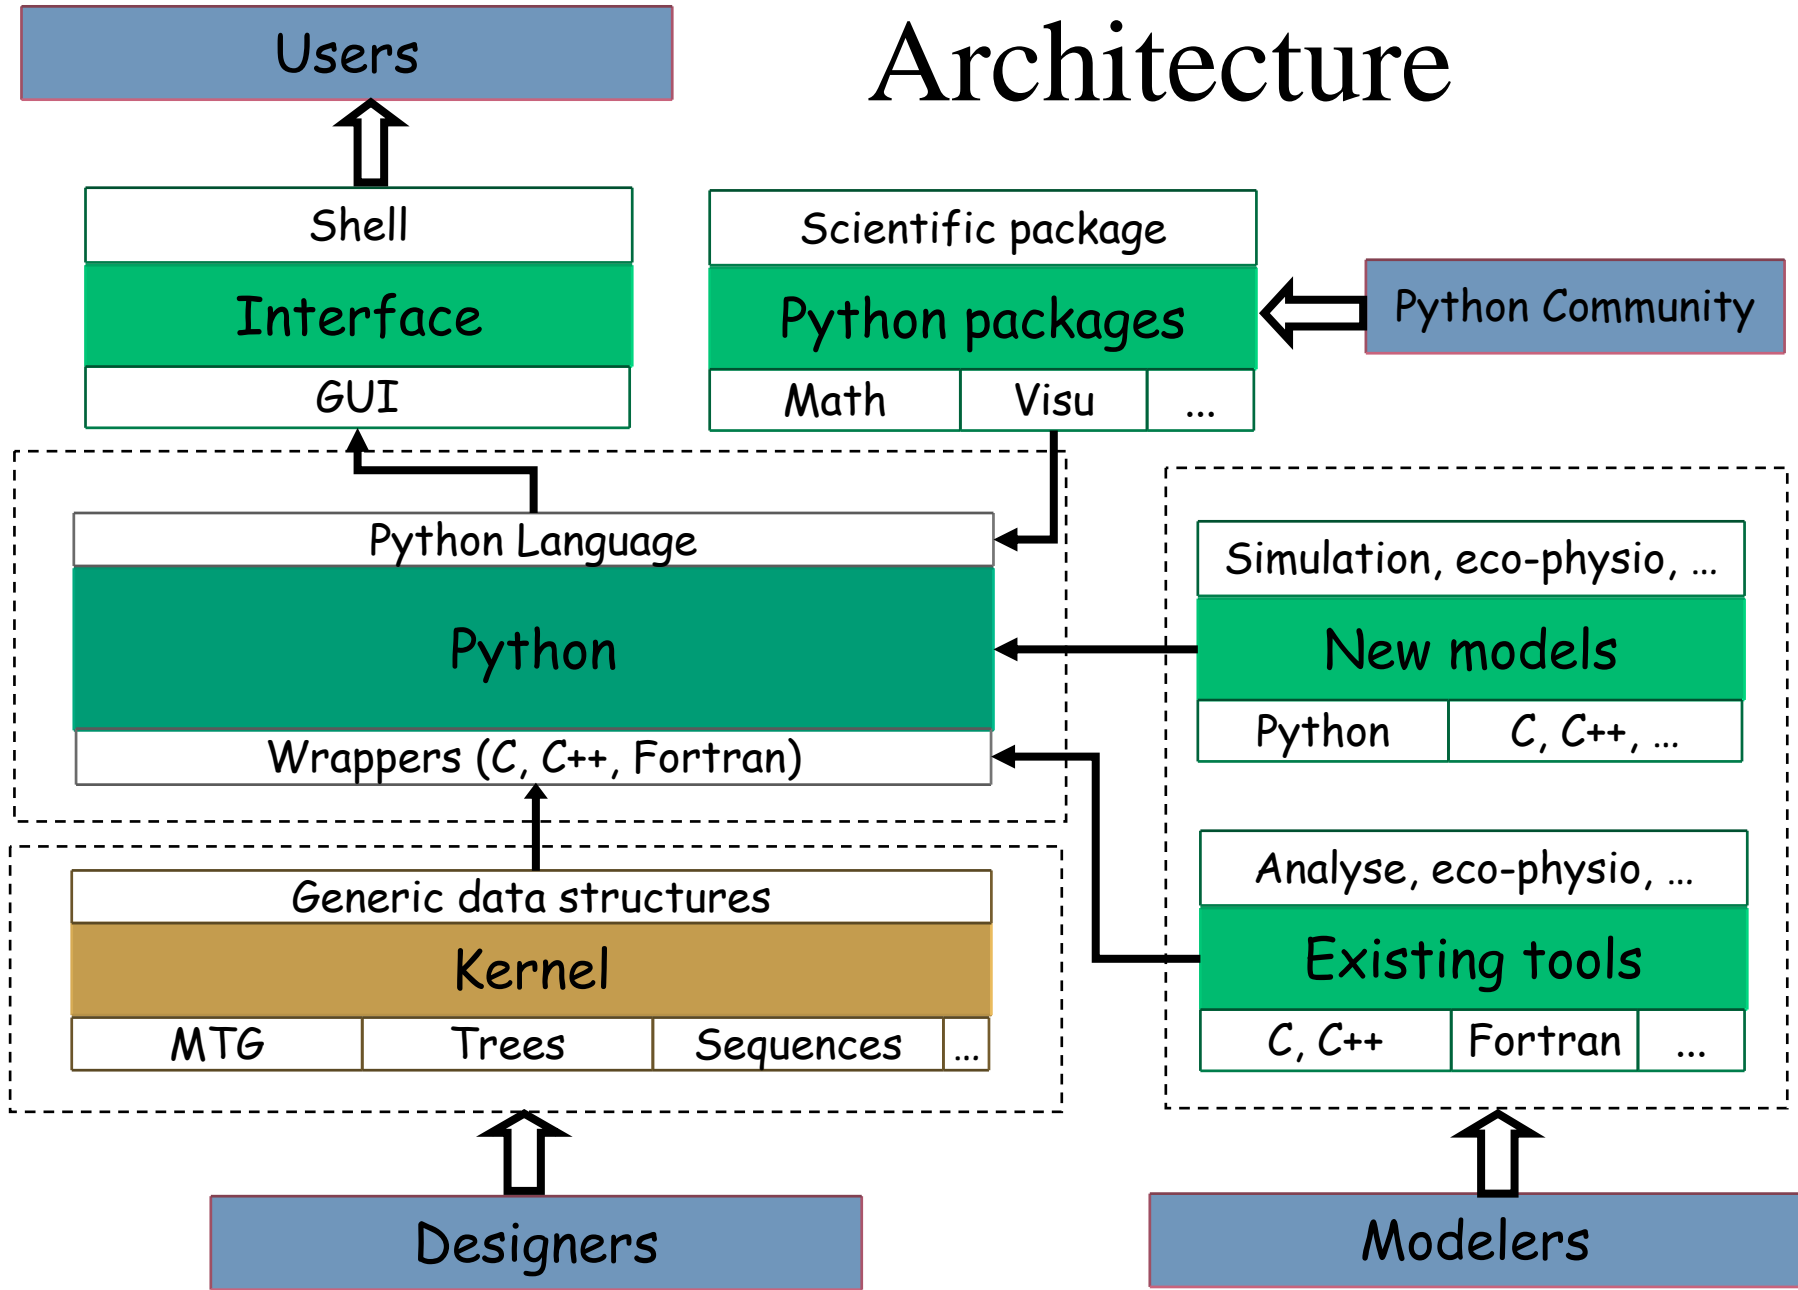 Users
Architecture
Shell
Interface
GUI
Scientific package
Python packages
Math
Visu
...
Python Community
Python Language
Python
Wrappers (C, C++, Fortran)
Simulation, eco-physio, ...
New models
Python
C, C++, ...
Generic data structures
Kernel
MTG
Trees
Sequences
...
Analyse, eco-physio, ...
Existing tools
C, C++
Fortran
...
Designers
Modelers